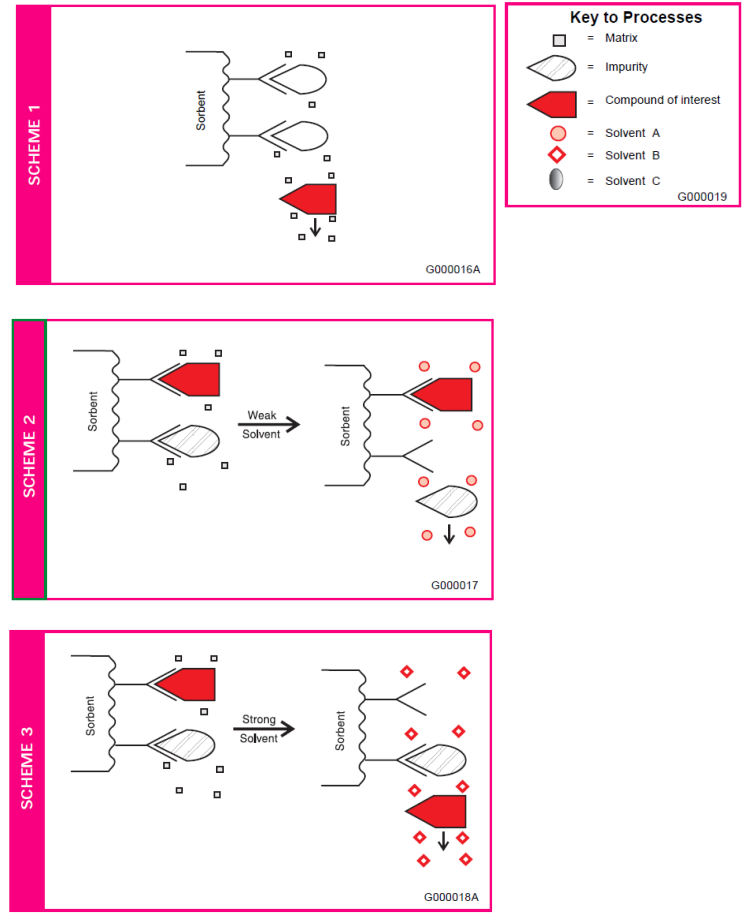 SCHEME 1
Sorbent
G000016A
Key to Processes
= Matrix
= Impurity
= Compound of interest
= Solvent A
= Solvent B
= Solvent C
G000019
SCHEME 2
Sorbent
Weak
Solvent
Sorbent
G000017
SCHEME 3
Sorbent
Strong
Solvent
Sorbent
G000018A